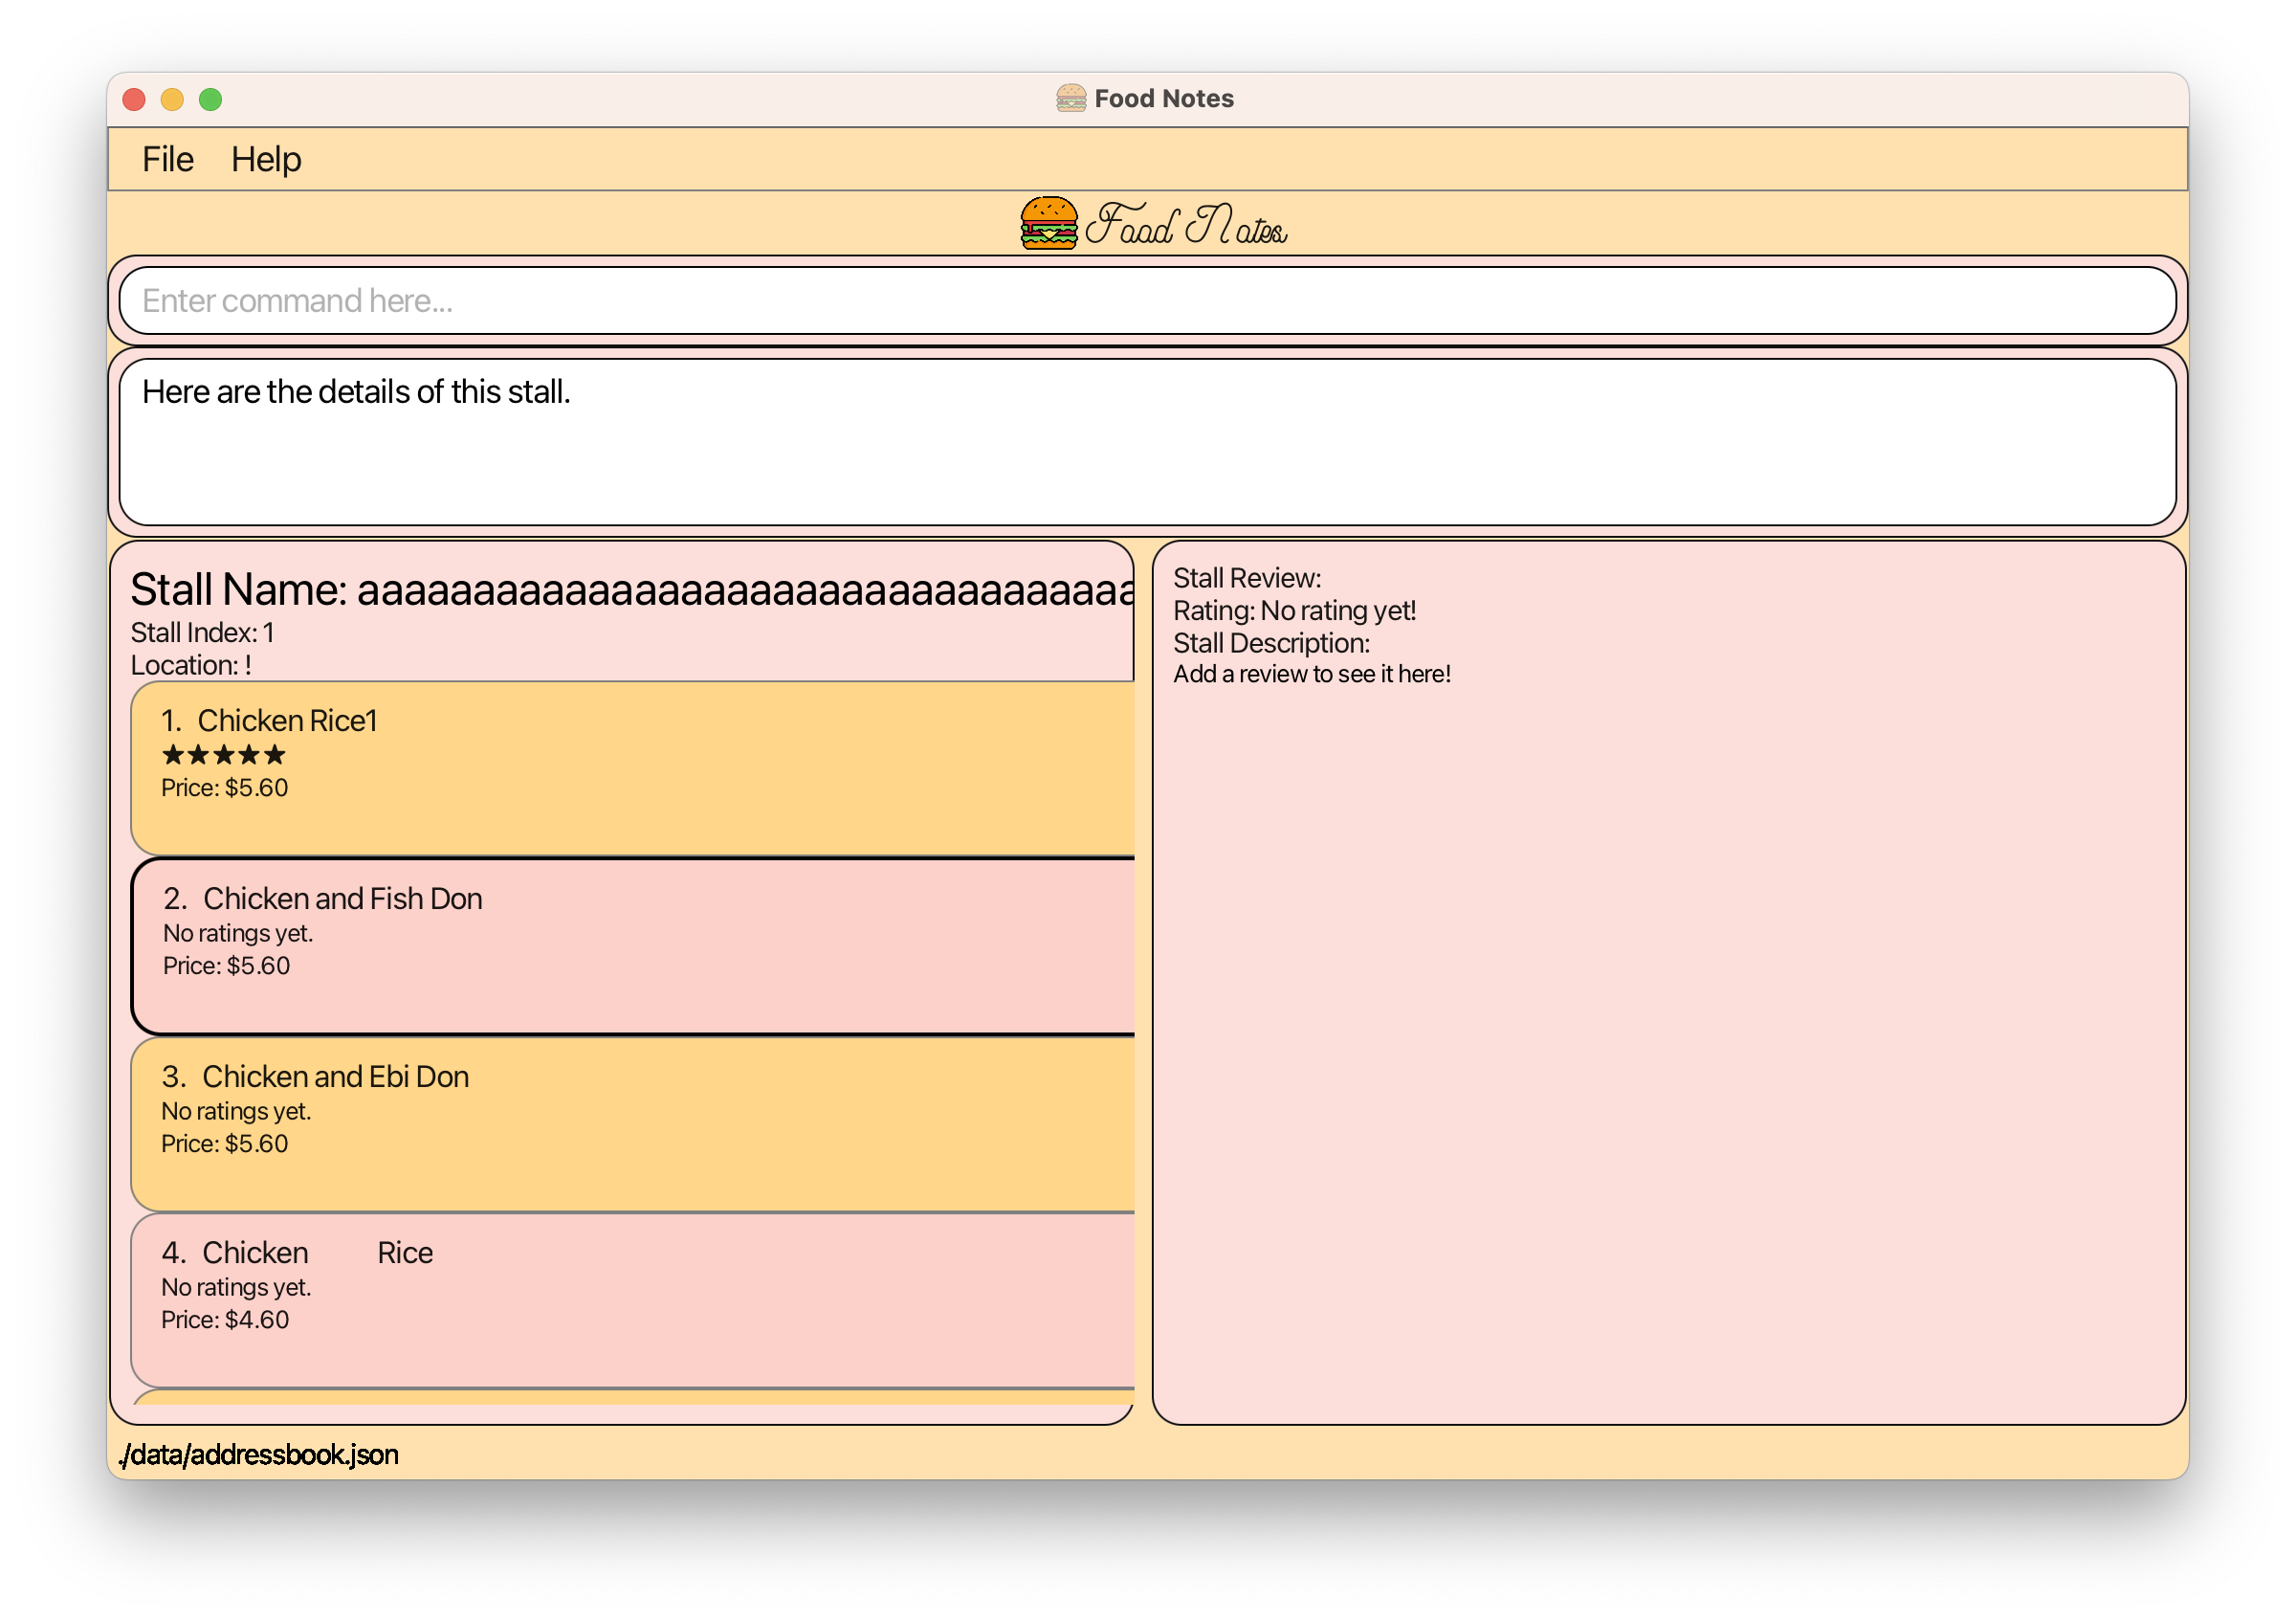 Food Notes
File Help
Food Notes
Enter command here...
Here are the details of this stall.
Stall Name: aaaaaaaaaaaaaaaaaaaaaaaaaaaaaaaaaa
Stall Index: 1
Location: !
1. Chicken Rice1
★★★★★
Price: $5.60
2. Chicken and Fish Don
No ratings yet.
Price: $5.60
3. Chicken and Ebi Don
No ratings yet.
Price: $5.60
4. Chicken Rice
No ratings yet.
Price: $4.60
Stall Review:
Rating: No rating yet!
Stall Description:
Add a review to see it here!
./data/addressbook.json